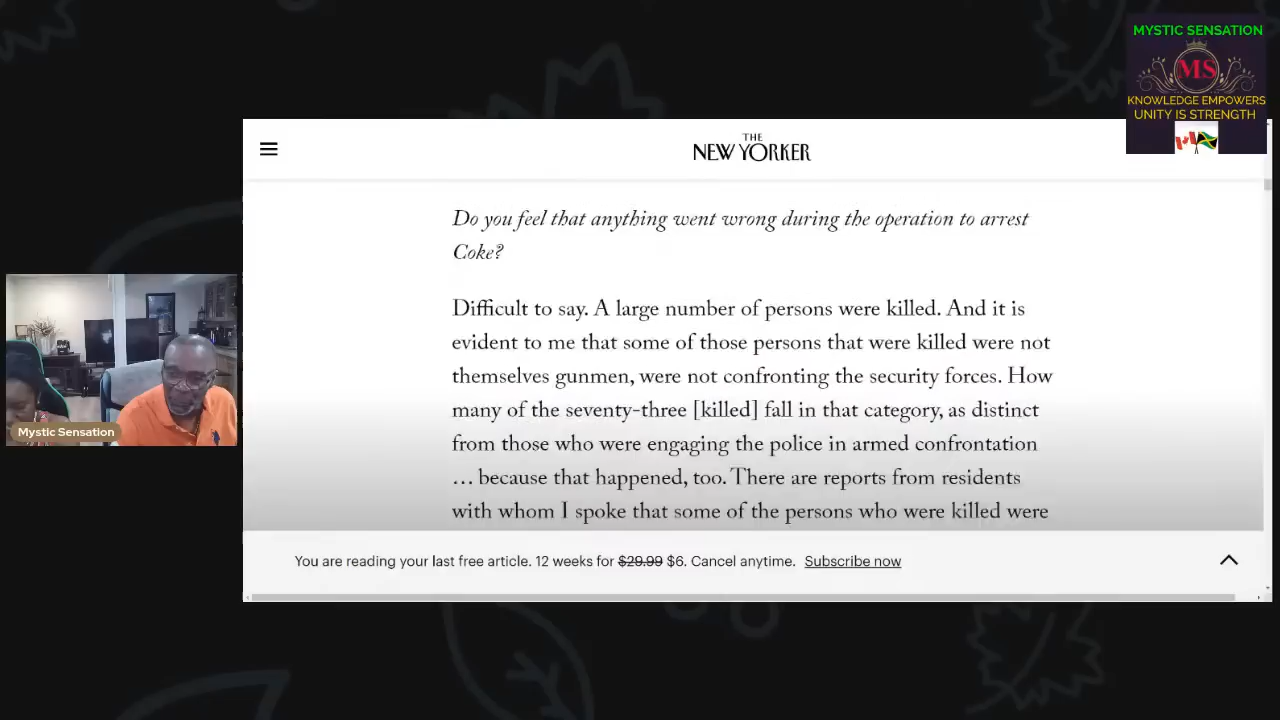 MYSTIC SENSATION
MS
KNOWLEDGE EMPOWERS
UNITY IS STRENGTH
THE
NEW YORKER
Do you feel that anything went wrong during the operation to arrest
Coke?
Difficult to say. A large number of persons were killed. And it is
evident to me that some of those persons that were killed were not
themselves gunmen, were not confronting the security forces. How
many of the seventy-three [killed] fall in that category, as distinct
from those who were engaging the police in armed confrontation
… because that happened, too. There are reports from residents
with whom I spoke that some of the persons who were killed were
Mystic Sensation
You are reading your last free article. 12 weeks for $29.99 $6. Cancel anytime. Subscribe now